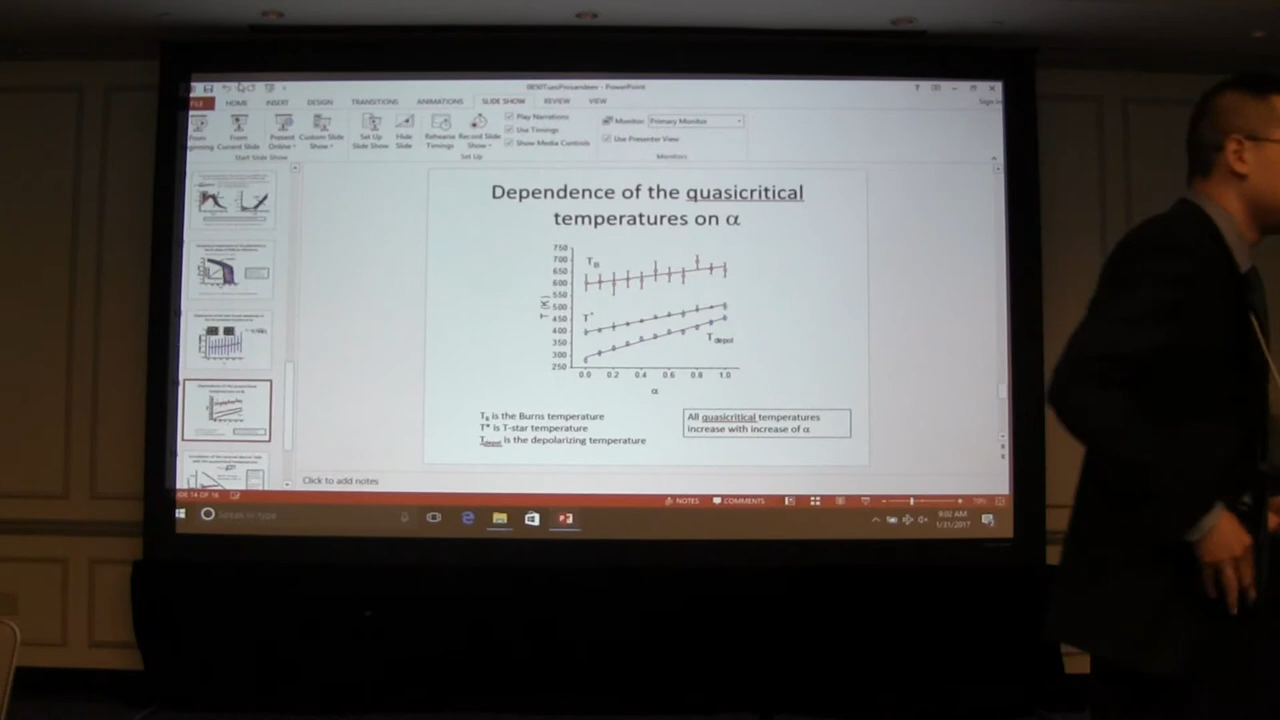 PowerPoint
?
FILE HOME INSERT DESIGN TRANSITIONS ANIMATIONS SLIDE SHOW REVIEW VIEW
Sign in
From Beginning
From Current Slide
Present Online
Custom Slide Show
Start Slide Show
Set Up Slide Show
Hide Slide
Rehearse Timings
Record Slide Show
Play Narrations
Use Timings
Show Media Controls
Set Up
Monitor: Primary Monitor
Use Presenter View
Monitors
Dependence of the quasicritical
temperatures on α
750
700
650
600
550
500
450
400
350
300
250
T (K)
T_B
T*
T_depol
0.0 0.2 0.4 0.6 0.8 1.0
α
T_B is the Burns temperature
T* is T-star temperature
T_depol is the depolarizing temperature
All quasicritical temperatures
increase with increase of α
Click to add notes
SLIDE 14 OF 16
NOTES COMMENTS
9:02 AM
1/31/2017